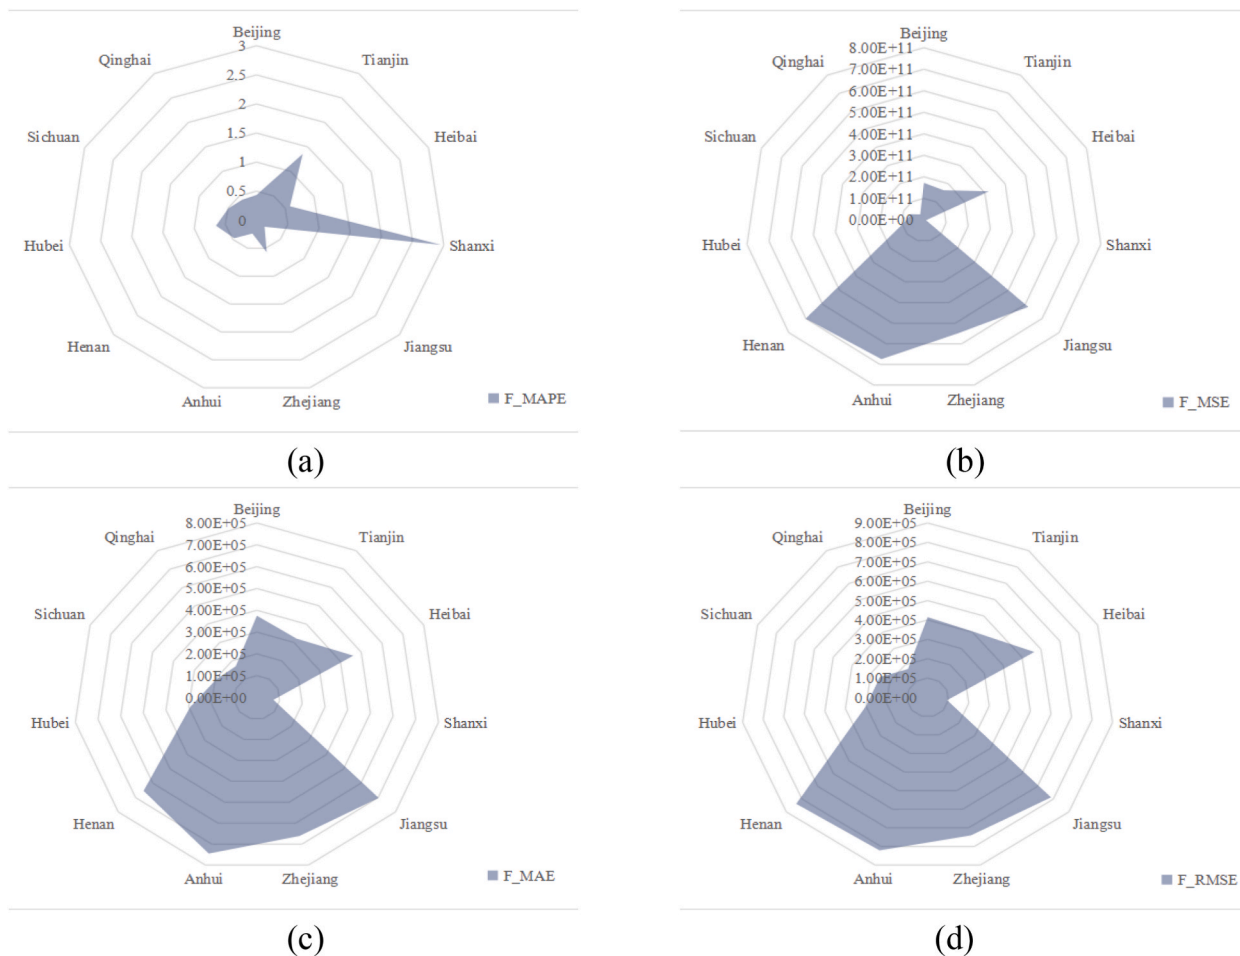 Beijing
3
Qinghai
Tianjin
2.5
2
Sichuan
1.5
Heibai
1
0.5
0
Hubei
Shanxi
Henan
Jiangsu
Anhui
Zhejiang
F_MAPE
(a)
Beijing
8.00E+11
Qinghai
7.00E+11
Tianjin
6.00E+11
5.00E+11
Sichuan
4.00E+11
Heibai
3.00E+11
2.00E+11
1.00E+11
0.00E+00
Hubei
Shanxi
Henan
Jiangsu
Anhui
Zhejiang
F_MSE
(b)
Beijing
8.00E+05
Qinghai
7.00E+05
Tianjin
6.00E+05
5.00E+05
Sichuan
4.00E+05
Heibai
3.00E+05
2.00E+05
1.00E+05
0.00E+00
Hubei
Shanxi
Henan
Jiangsu
Anhui
Zhejiang
F_MAE
(c)
Beijing
9.00E+05
Qinghai
8.00E+05
Tianjin
7.00E+05
6.00E+05
Sichuan
5.00E+05
Heibai
4.00E+05
3.00E+05
2.00E+05
1.00E+05
0.00E+00
Hubei
Shanxi
Henan
Jiangsu
Anhui
Zhejiang
F_RMSE
(d)